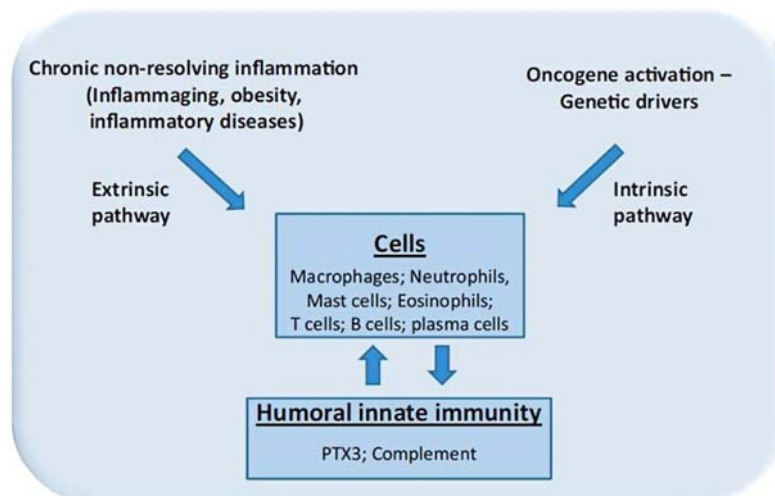 Chronic non-resolving inflammation
(Inflammaging, obesity,
inflammatory diseases)
Oncogene activation –
Genetic drivers
Extrinsic
pathway
Intrinsic
pathway
Cells
Macrophages; Neutrophils,
Mast cells; Eosinophils;
T cells; B cells; plasma cells
Humoral innate immunity
PTX3; Complement